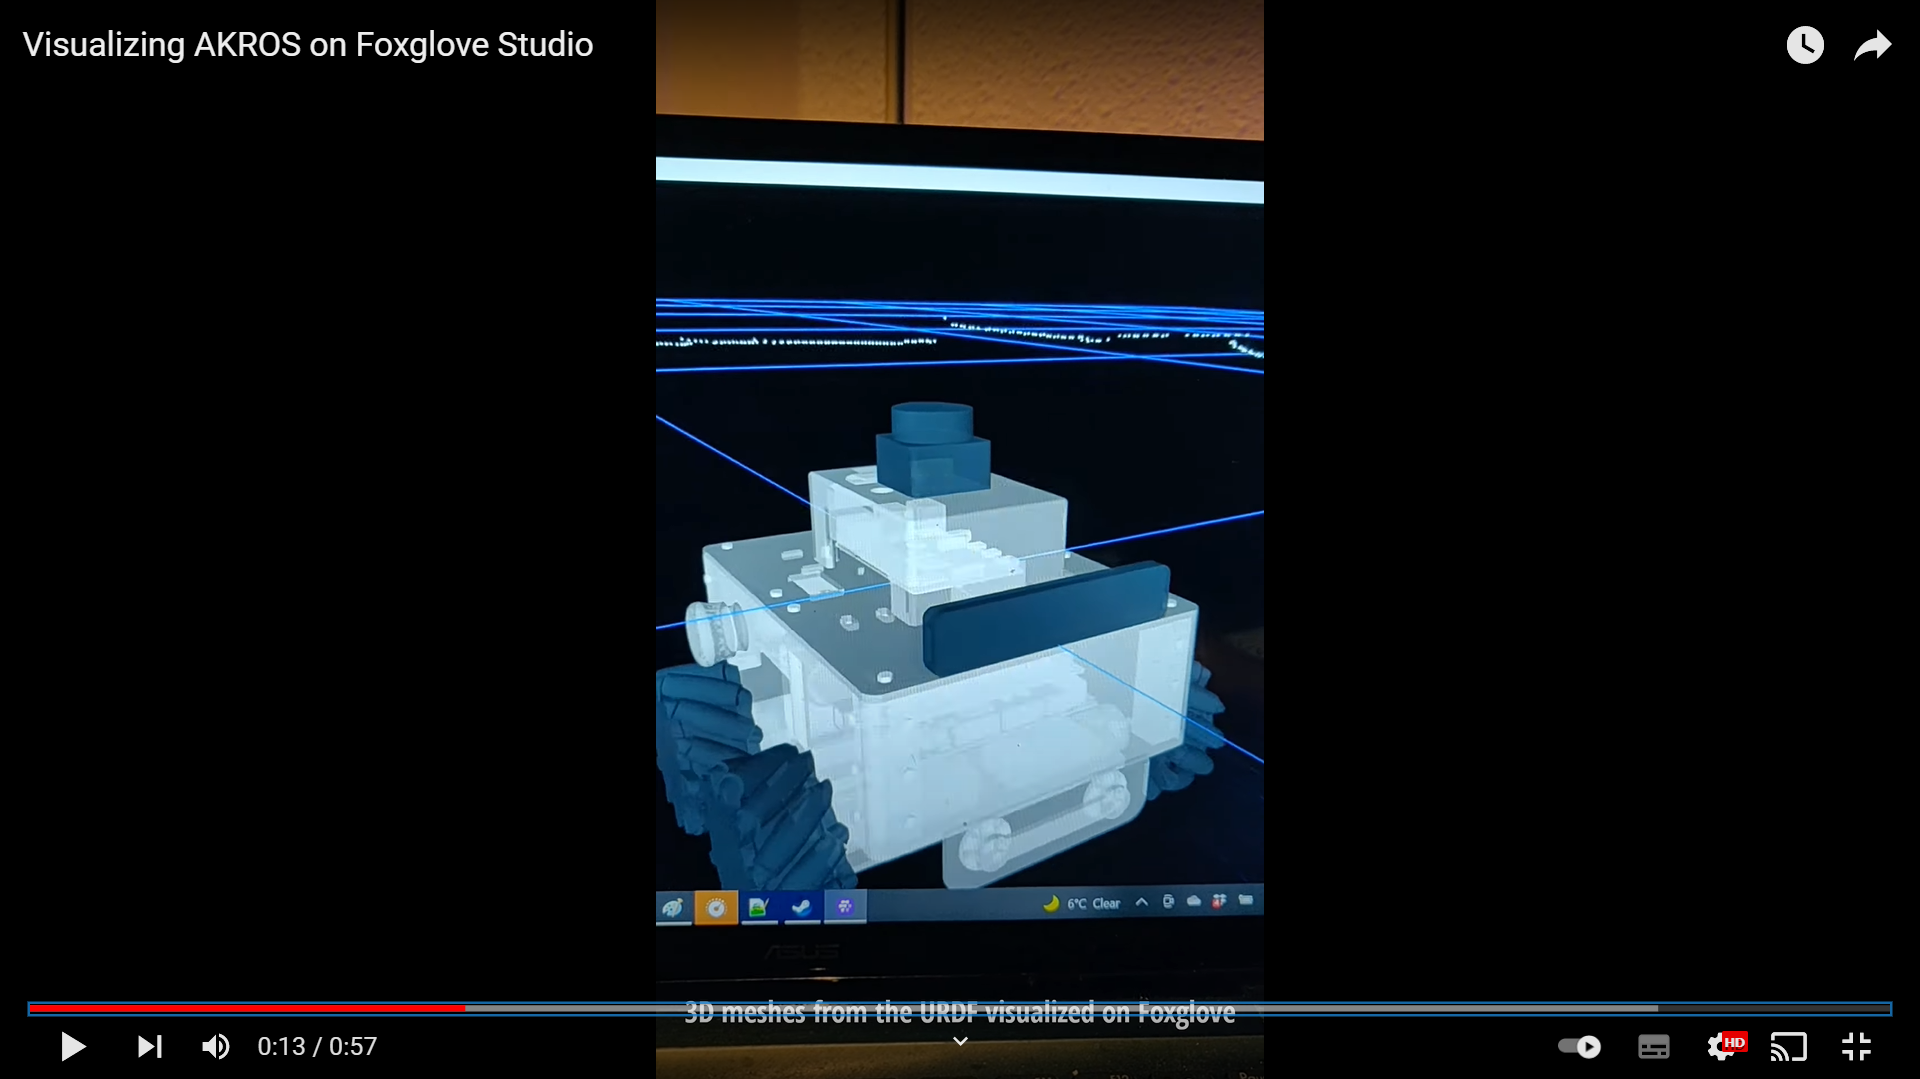 Visualizing AKROS on Foxglove Studio
6°C Clear
ASUS
3D meshes from the URDF visualized on Foxglove
0:13 / 0:57
HD